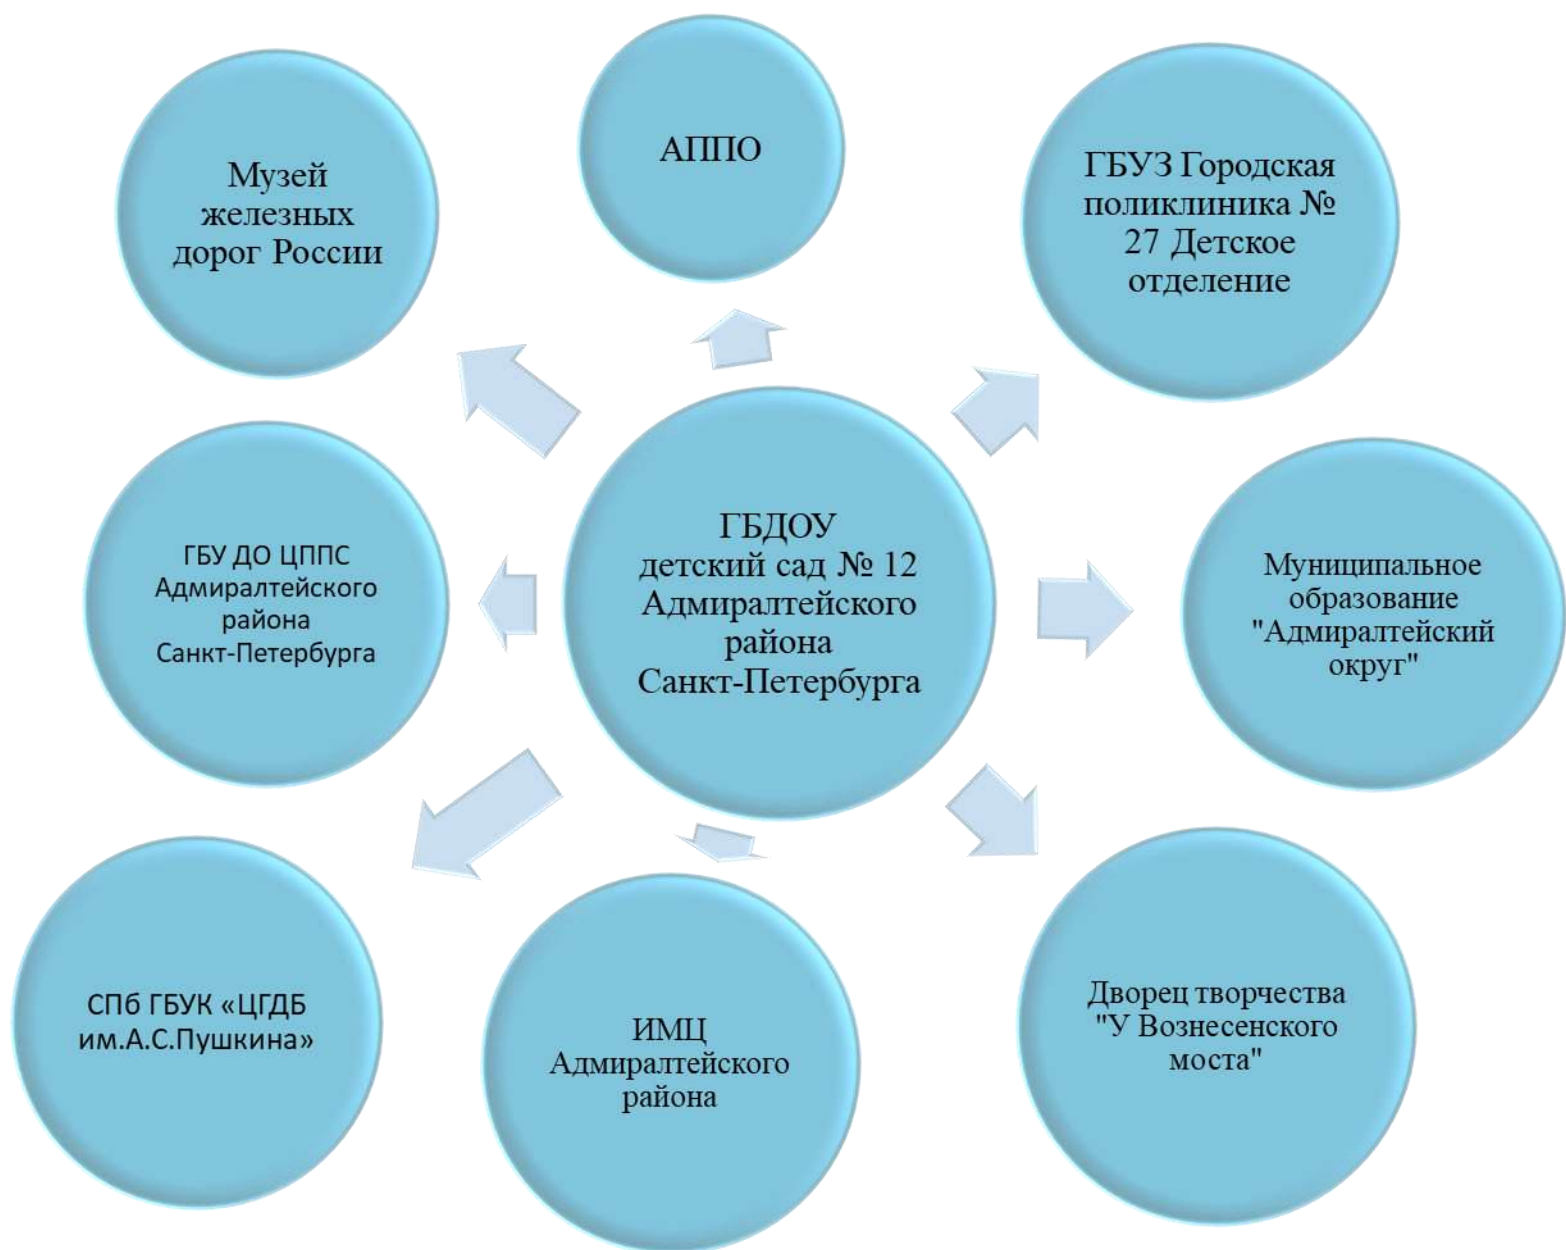 АППО
Музей
железных
дорог России
ГБУЗ Городская
поликлиника №
27 Детское
отделение
ГБДОУ
детский сад № 12
Адмиралтейского
района
Санкт-Петербурга
ГБУ ДО ЦППС
Адмиралтейского
района
Санкт-Петербурга
Муниципальное
образование
"Адмиралтейский
округ"
СПб ГБУК «ЦГДБ
им.А.С.Пушкина»
ИМЦ
Адмиралтейского
района
Дворец творчества
"У Вознесенского
моста"